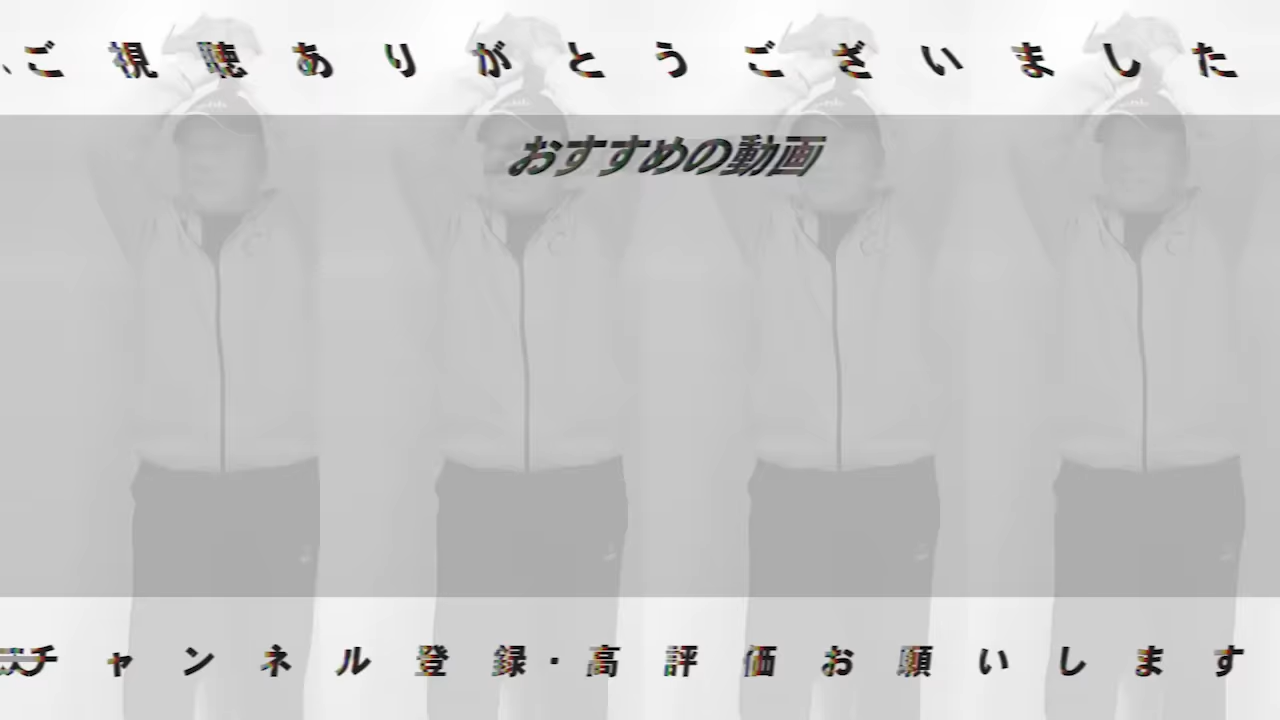 ご視聴ありがとうございました
おすすめの動画
チャンネル登録・高評価お願いします